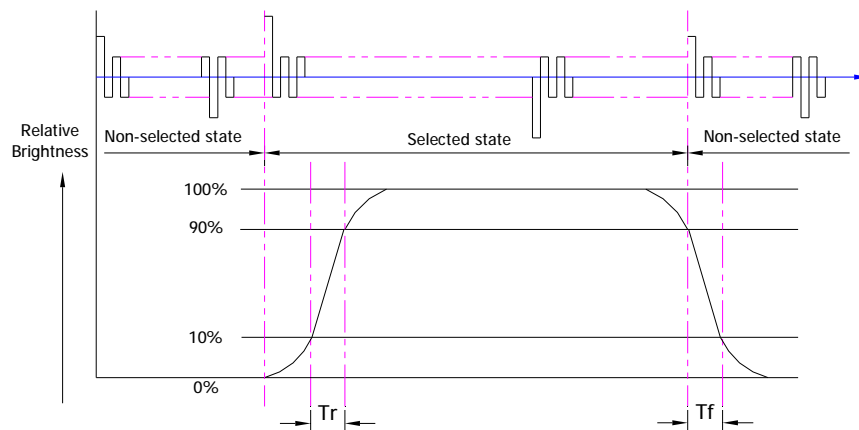 Relative
Brightness
Non-selected state
Selected state
Non-selected state
100%
90%
10%
0%
Tr
Tf